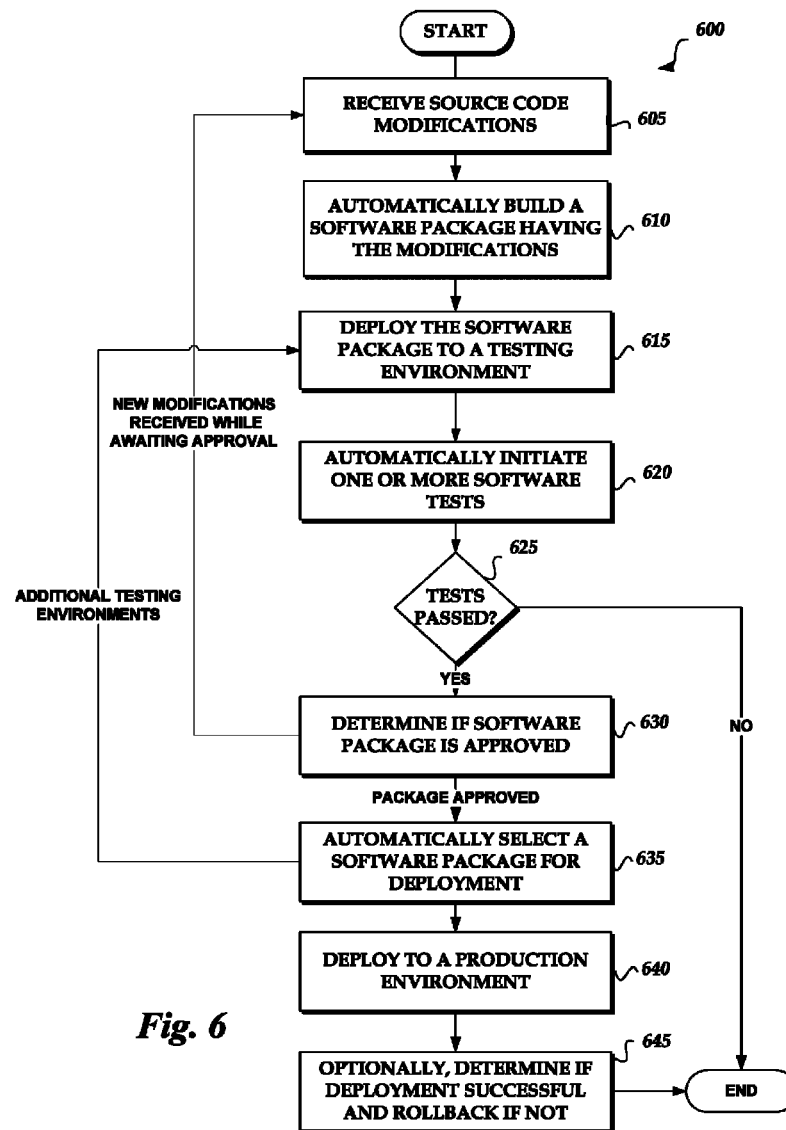 START
600
RECEIVE SOURCE CODE
MODIFICATIONS
605
AUTOMATICALLY BUILD A
SOFTWARE PACKAGE HAVING
THE MODIFICATIONS
610
DEPLOY THE SOFTWARE
PACKAGE TO A TESTING
ENVIRONMENT
615
NEW MODIFICATIONS
RECEIVED WHILE
AWAITING APPROVAL
AUTOMATICALLY INITIATE
ONE OR MORE SOFTWARE
TESTS
620
625
TESTS
PASSED?
ADDITIONAL TESTING
ENVIRONMENTS
YES
NO
DETERMINE IF SOFTWARE
PACKAGE IS APPROVED
630
PACKAGE APPROVED
AUTOMATICALLY SELECT A
SOFTWARE PACKAGE FOR
DEPLOYMENT
635
DEPLOY TO A PRODUCTION
ENVIRONMENT
640
Fig. 6
645
OPTIONALLY, DETERMINE IF
DEPLOYMENT SUCCESSFUL
AND ROLLBACK IF NOT
END